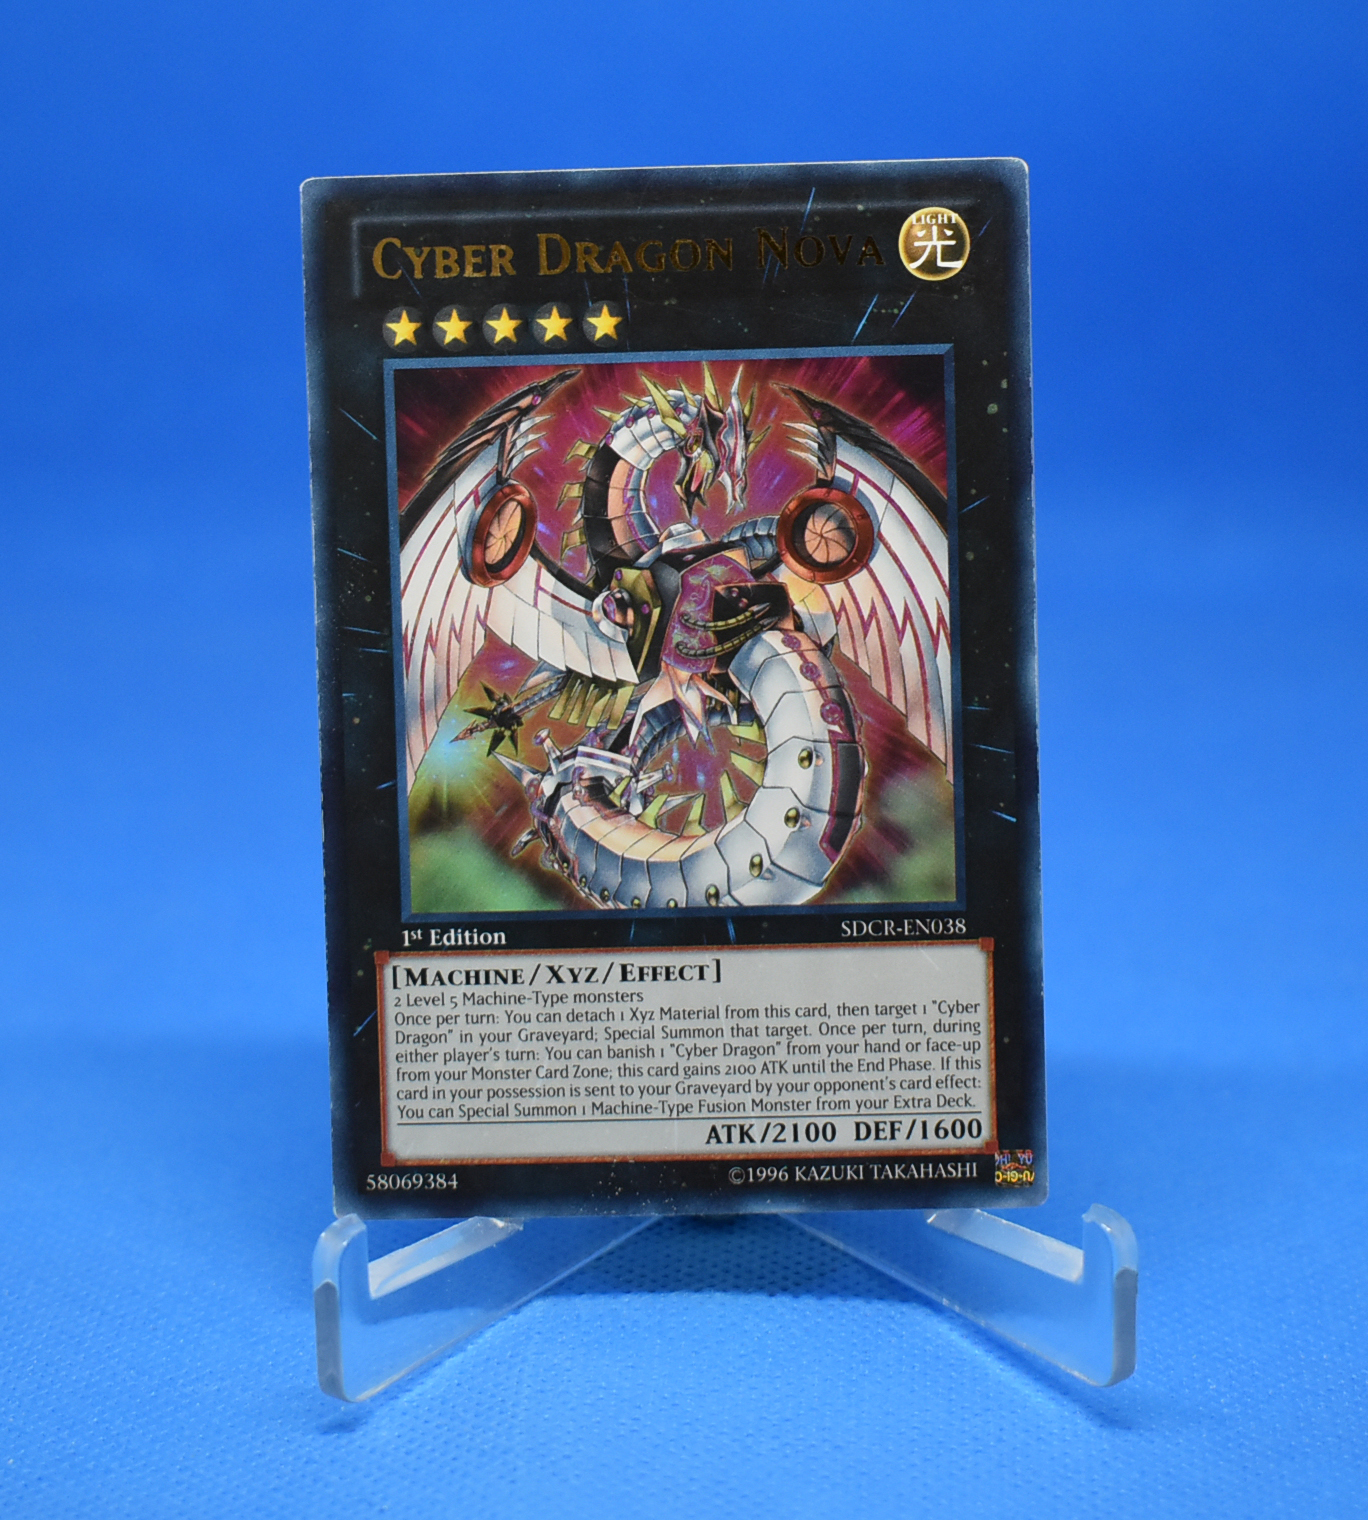 CYBER DRAGON NOVA
LIGHT
光
1st Edition
SDCR-EN038
[MACHINE/XYZ/EFFECT]
2 Level 5 Machine-Type monsters
Once per turn: You can detach 1 Xyz Material from this card, then target 1 "Cyber
Dragon" in your Graveyard; Special Summon that target. Once per turn, during
either player's turn: You can banish 1 "Cyber Dragon" from your hand or face-up
from your Monster Card Zone; this card gains 2100 ATK until the End Phase. If this
card in your possession is sent to your Graveyard by your opponent's card effect:
You can Special Summon 1 Machine-Type Fusion Monster from your Extra Deck.
ATK/2100 DEF/1600
58069384
©1996 KAZUKI TAKAHASHI